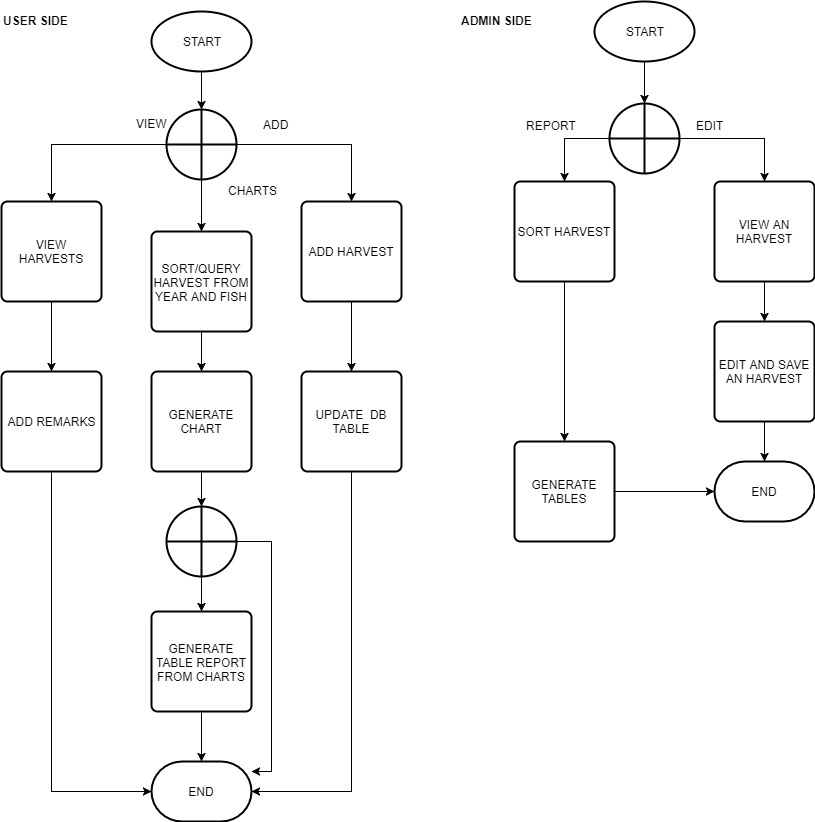 USER SIDE
START
VIEW
ADD
CHARTS
VIEW
HARVESTS
SORT/QUERY
HARVEST FROM
YEAR AND FISH
ADD HARVEST
ADD REMARKS
GENERATE
CHART
UPDATE DB
TABLE
GENERATE
TABLE REPORT
FROM CHARTS
END
ADMIN SIDE
START
REPORT
EDIT
SORT HARVEST
VIEW AN
HARVEST
EDIT AND SAVE
AN HARVEST
GENERATE
TABLES
END